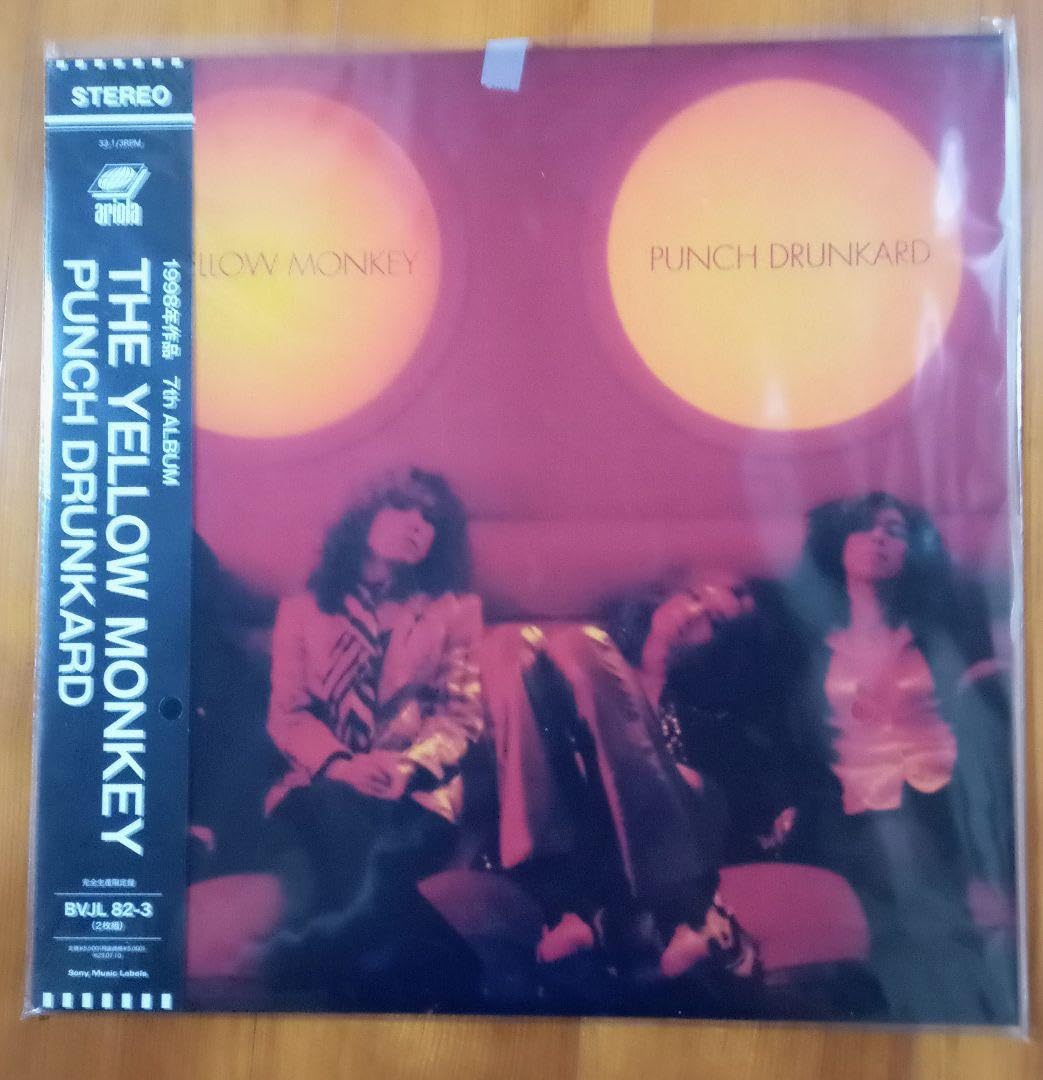 STEREO
33 1/3RPM
ariola
1998年作品 7th ALBUM
THE YELLOW MONKEY
PUNCH DRUNKARD
完全生産限定盤
BVJL 82-3
(2枚組)
Sony Music Labels
LLOW MONKEY
PUNCH DRUNKARD